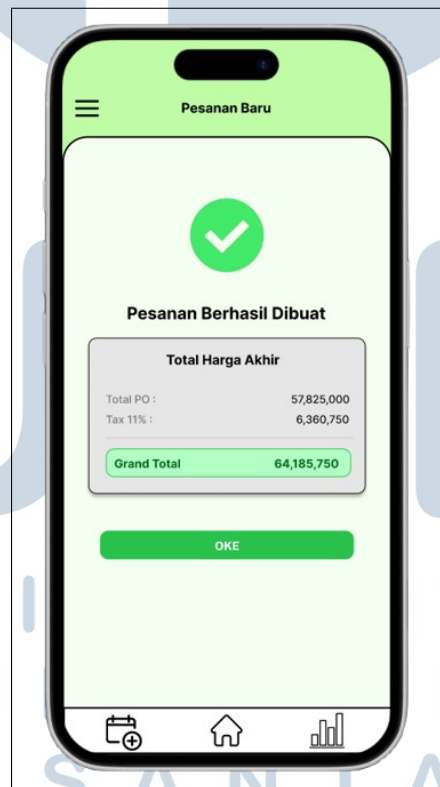 Pesanan Baru
Pesanan Berhasil Dibuat
Total Harga Akhir
Total PO : 57,825,000
Tax 11% : 6,360,750
Grand Total 64,185,750
OKE